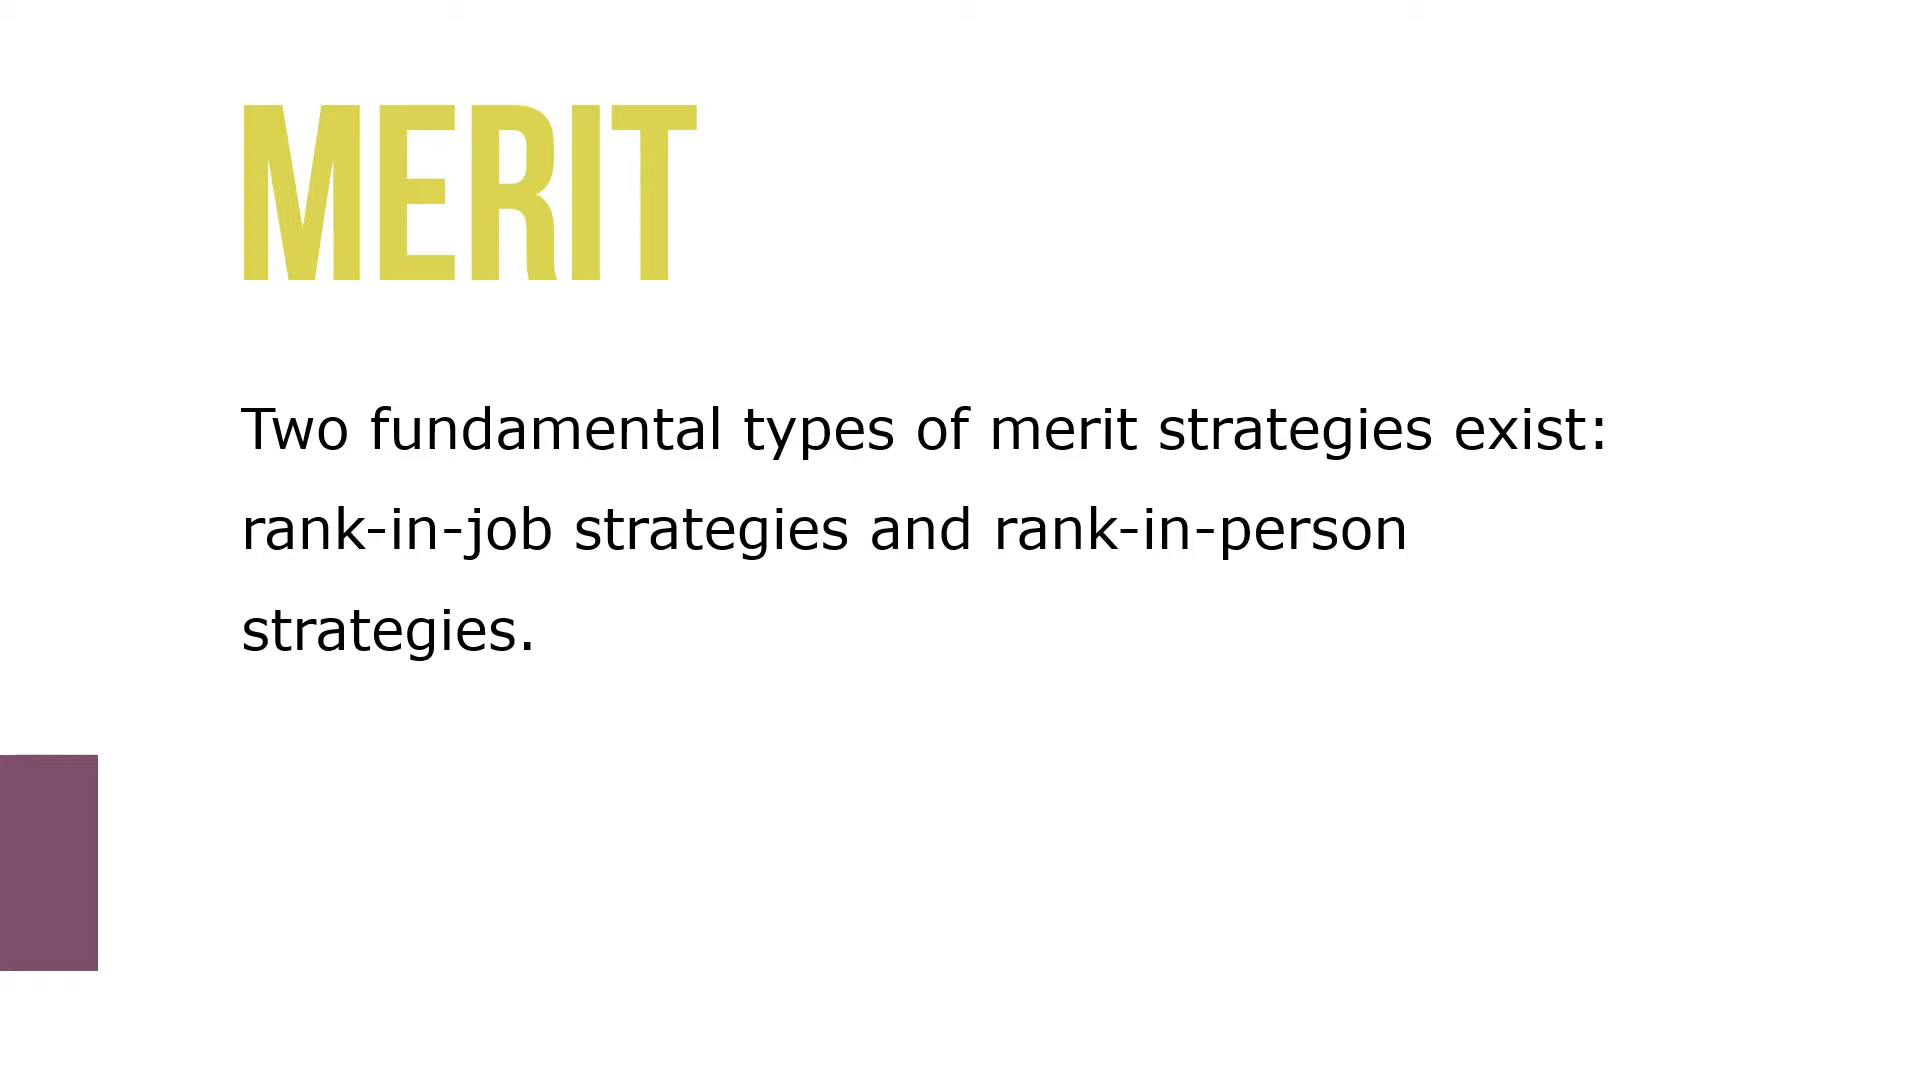 MERIT
Two fundamental types of merit strategies exist:
rank-in-job strategies and rank-in-person
strategies.